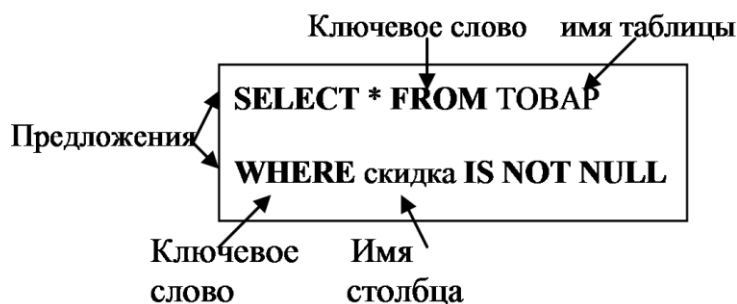 Ключевое слово имя таблицы
SELECT * FROM ТОВАР
Предложения
WHERE скидка IS NOT NULL
Ключевое Имя
слово столбца